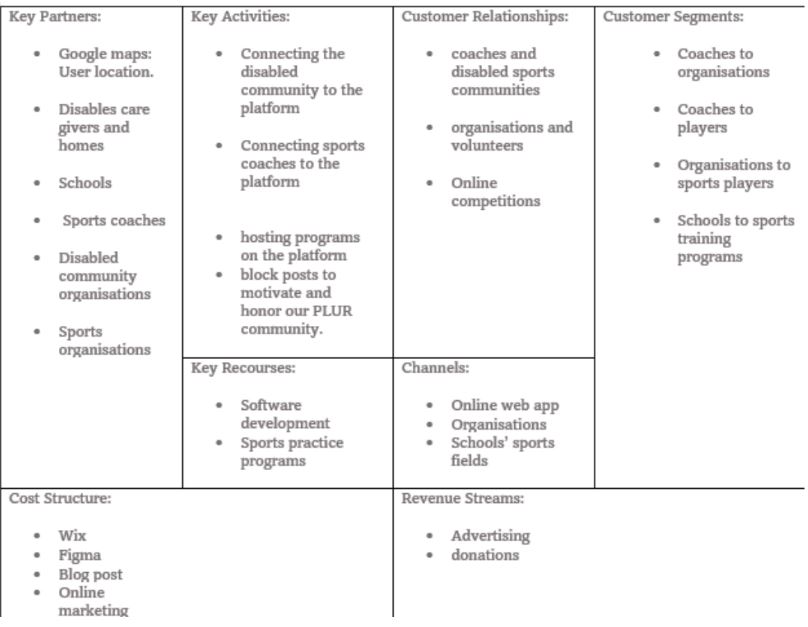 Key Partners:
Google maps:
User location.
Disables care
givers and
homes
Schools
Sports coaches
Disabled
community
organisations
Sports
organisations
Key Activities:
Connecting the
disabled
community to the
platform
Connecting sports
coaches to the
platform
hosting programs
on the platform
block posts to
motivate and
honor our PLUR
community.
Key Recourses:
Software
development
Sports practice
programs
Customer Relationships:
coaches and
disabled sports
communities
organisations and
volunteers
Online
competitions
Channels:
Online web app
Organisations
Schools' sports
fields
Customer Segments:
Coaches to
organisations
Coaches to
players
Organisations to
sports players
Schools to sports
training
programs
Cost Structure:
Wix
Figma
Blog post
Online
marketing
Revenue Streams:
Advertising
donations